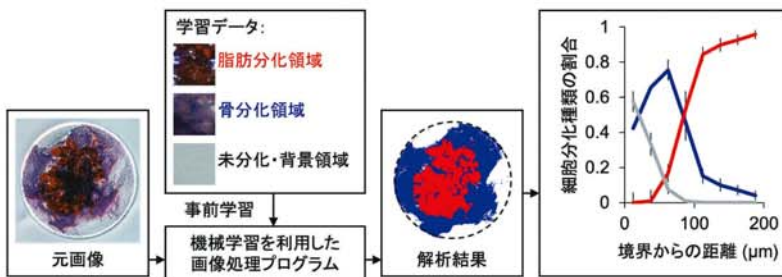 学習データ:
脂肪分化領域
骨分化領域
未分化・背景領域
事前学習
元画像
機械学習を利用した
画像処理プログラム
解析結果
細胞分化種類の割合
1
0.8
0.6
0.4
0.2
0
0
100
200
境界からの距離 (μm)